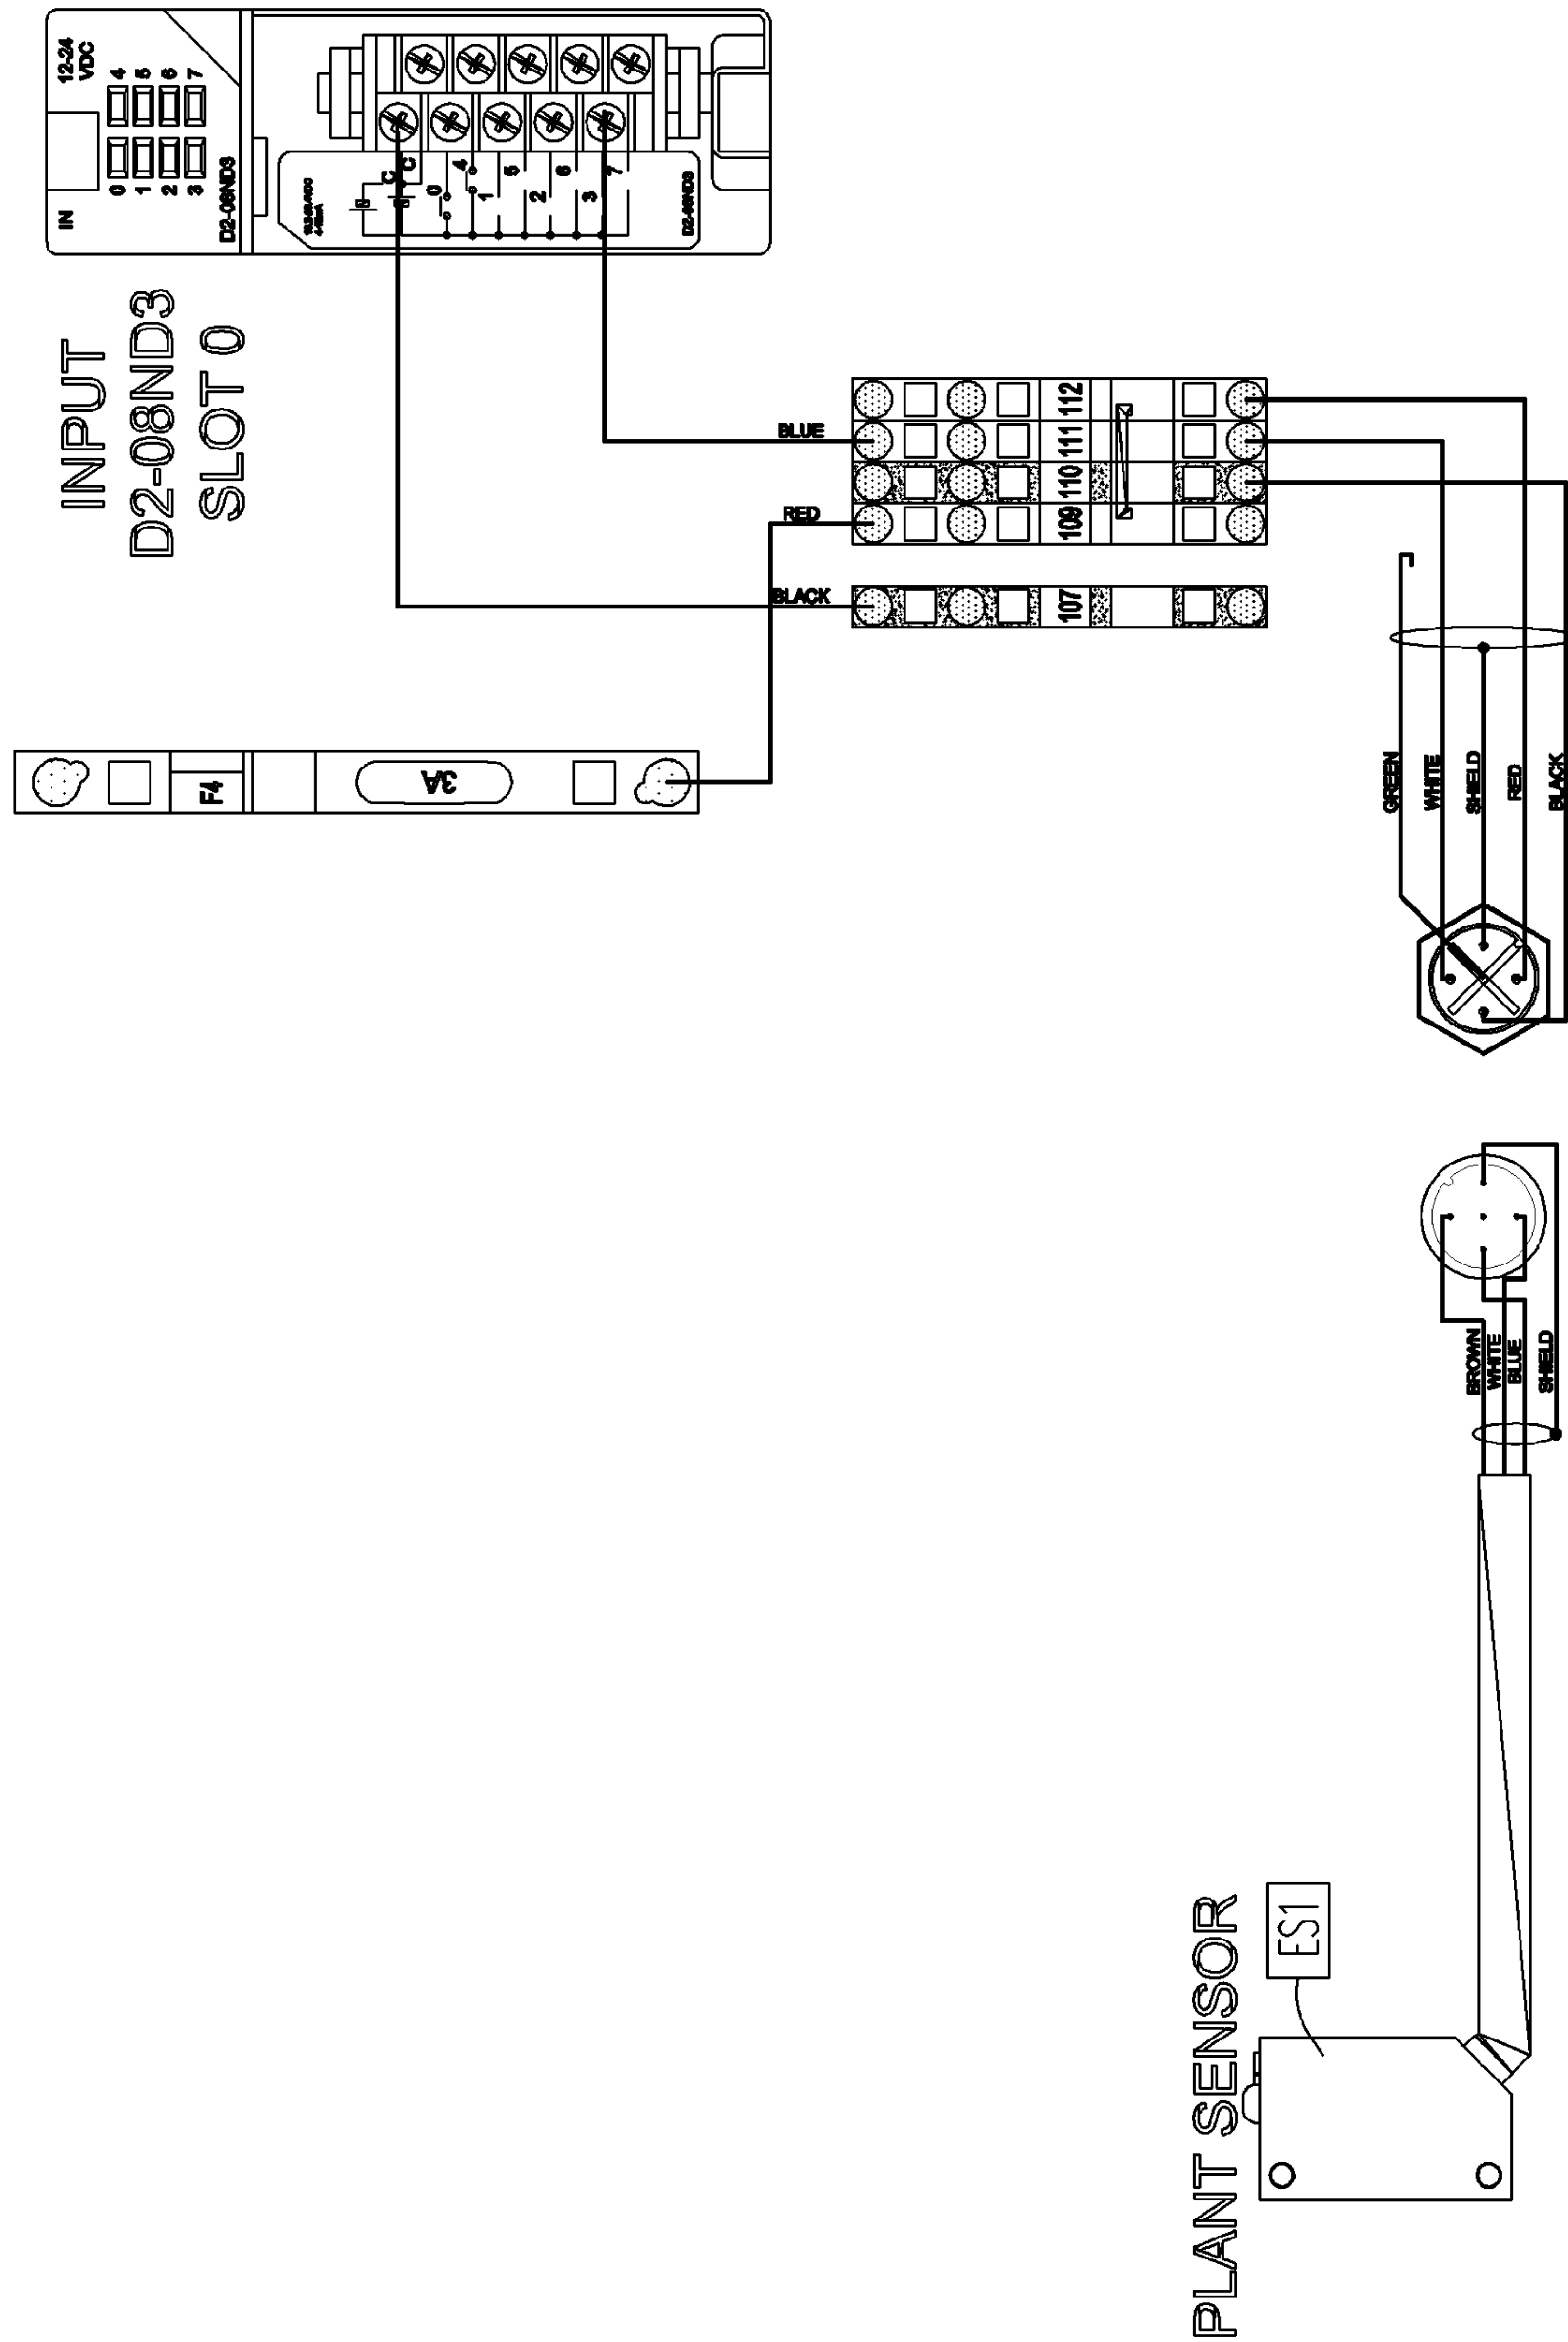 INPUT
D2-08ND3
SLOT 0
IN
12-24
VDC
0
4
1
5
2
6
3
7
D2-08ND3
C
C
0
4
1
5
2
6
3
7
D2-08ND3
BLUE
RED
BLACK
112
111
110
109
107
F4
3A
GREEN
WHITE
SHIELD
RED
BLACK
BROWN
WHITE
BLUE
SHIELD
PLANT SENSOR
ES1